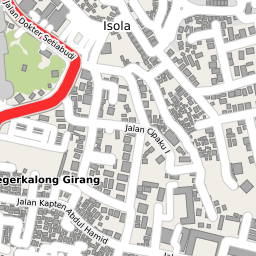 Isola
Jalan Dokter Setiabudi
Jalan Cipaku I
egerkalong Girang
Jalan Kapten Abdul Hamid